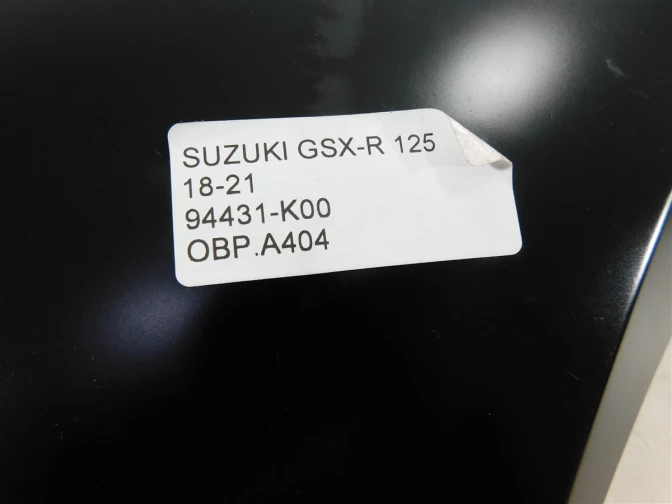 SUZUKI GSX-R 125
18-21
94431-K00
OBP.A404